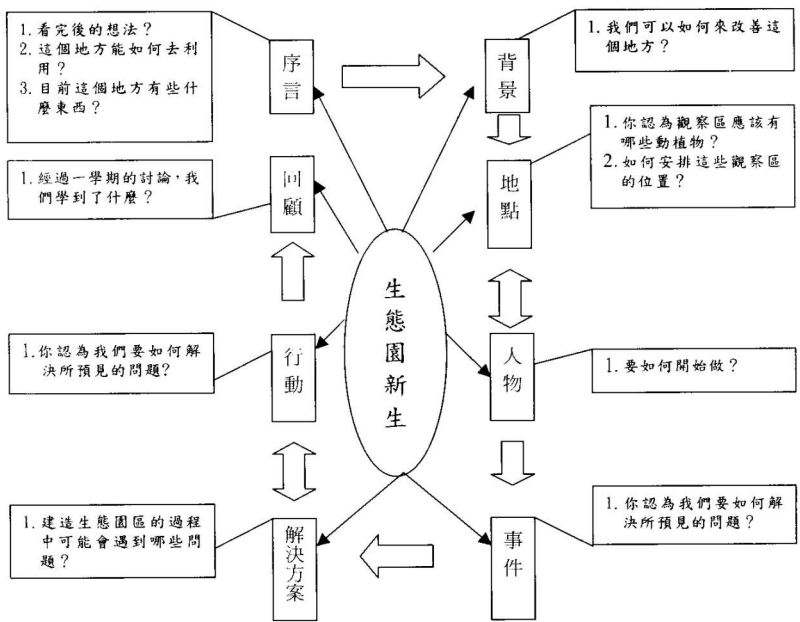 1. 看完後的想法？
2. 這個地方能如何去利
用？
3. 目前這個地方有些什
麼東西？
序言
背景
1. 我們可以如何來改善這
個地方？
1. 你認為觀察區應該有
哪些動植物？
2. 如何安排這些觀察區
的位置？
1. 經過一學期的討論，我
們學到了什麼？
回顧
地點
生態園新生
1. 你認為我們要如何解
決所預見的問題?
行動
人物
1. 要如何開始做？
1. 建造生態園區的過程
中可能會遇到哪些問
題？
解決方案
事件
1. 你認為我們要如何解
決所預見的問題？